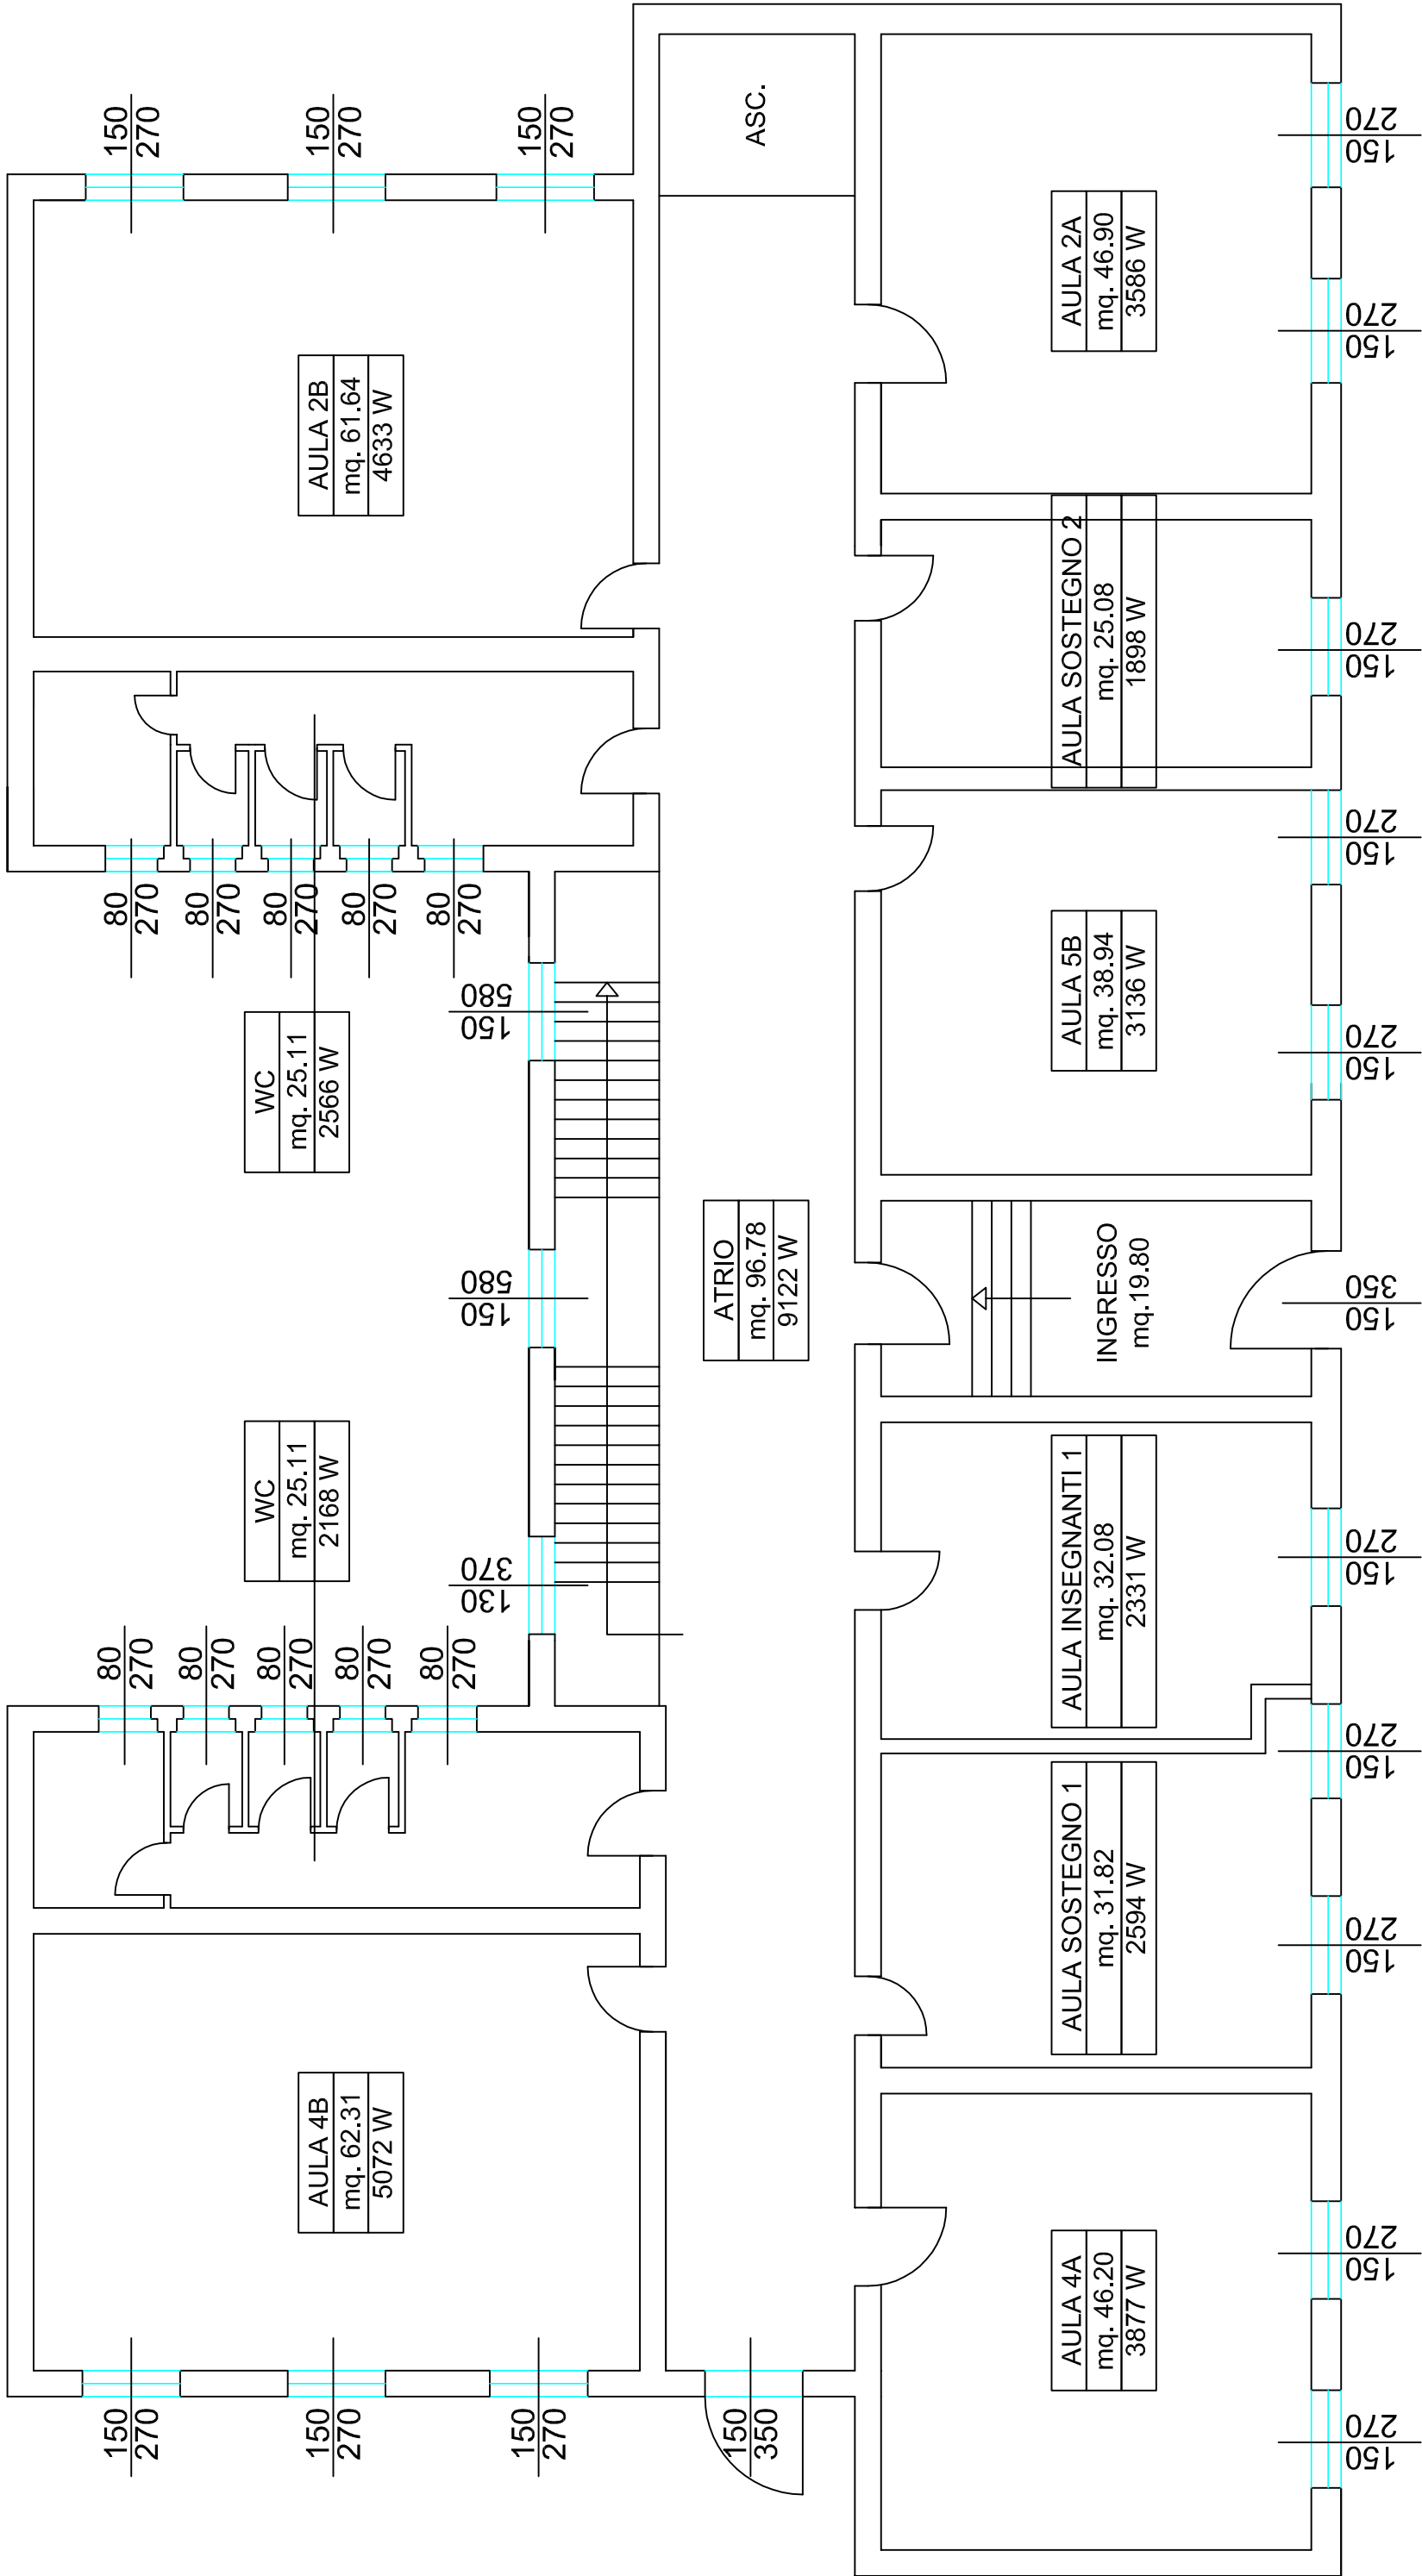 150
270
150
270
150
270
ASC.
AULA 2B
mq. 61.64
4633 W
AULA 2A
mq. 46.90
3586 W
270
150
270
150
AULA SOSTEGNO 2
mq. 25.08
1898 W
270
150
80
270
80
270
80
270
80
270
80
270
WC
mq. 25.11
2566 W
580
150
AULA 5B
mq. 38.94
3136 W
270
150
270
150
580
150
ATRIO
mq. 96.78
9122 W
INGRESSO
mq.19.80
350
150
WC
mq. 25.11
2168 W
370
130
AULA INSEGNANTI 1
mq. 32.08
2331 W
270
150
80
270
80
270
80
270
80
270
80
270
AULA SOSTEGNO 1
mq. 31.82
2594 W
270
150
270
150
AULA 4B
mq. 62.31
5072 W
AULA 4A
mq. 46.20
3877 W
270
150
270
150
150
270
150
270
150
270
150
350